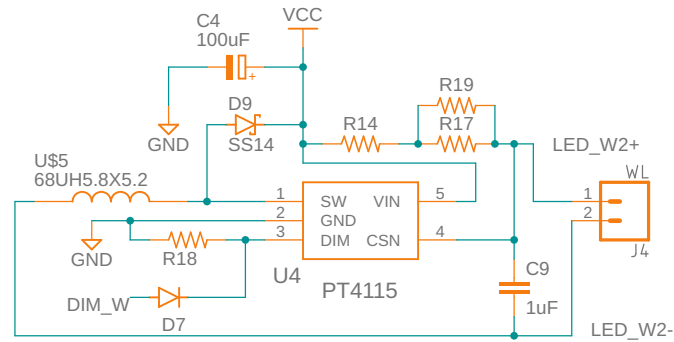 VCC
C4
100uF
+
D9
SS14
GND
R19
R14
R17
LED_W2+
U$5
68UH5.8X5.2
WL
1
2
J4
1
SW
VIN
5
2
GND
3
DIM
CSN
4
GND
R18
U4
PT4115
C9
1uF
DIM_W
D7
LED_W2-